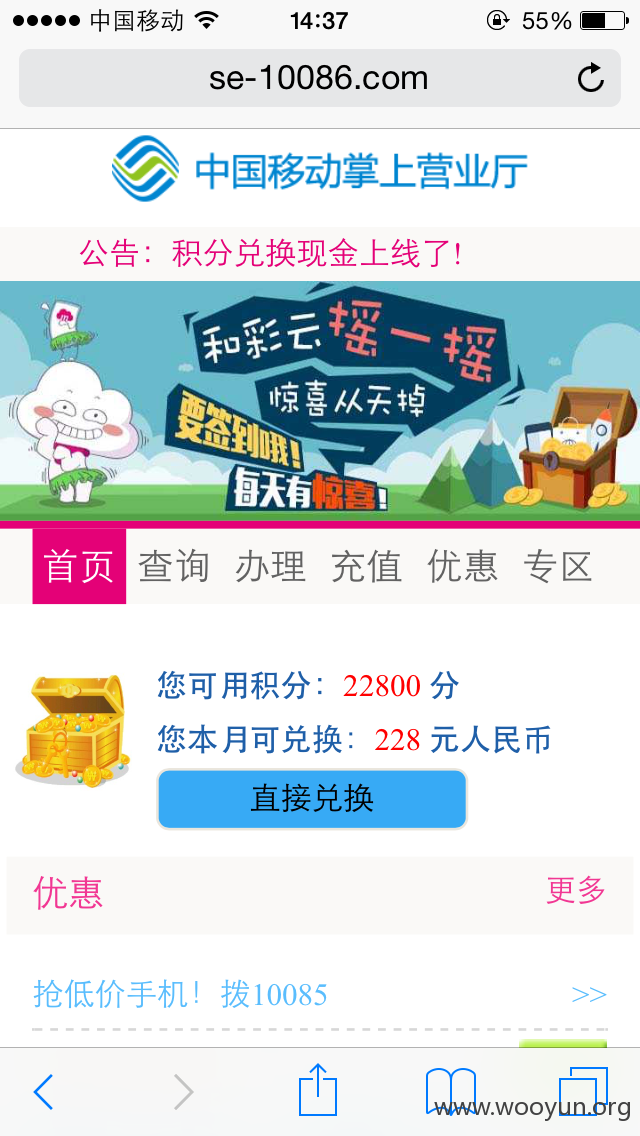 中国移动 14:37 55%
se-10086.com
中国移动掌上营业厅
公告：积分兑换现金上线了!
和彩云摇一摇
惊喜从天掉
要签到哦!
每天有惊喜!
首页 查询 办理 充值 优惠 专区
您可用积分：22800 分
您本月可兑换：228 元人民币
直接兑换
优惠 更多
抢低价手机！拨10085 >>
www.wooyun.org